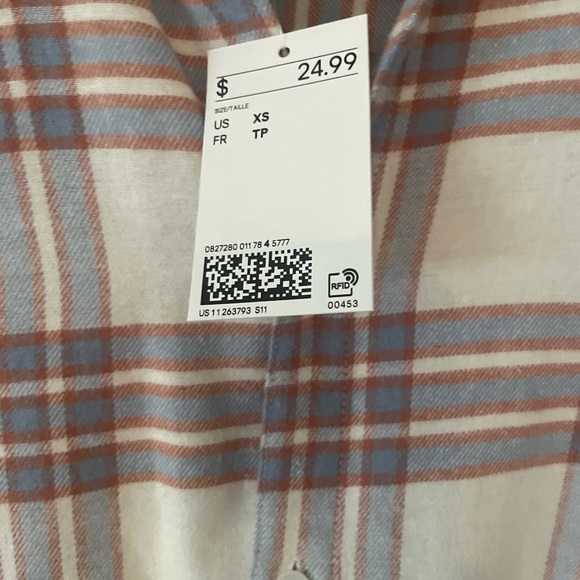 $ 24.99
SIZE/TAILLE
US XS
FR TP
0827280 011 78 4 5777
RFID
US 11 263793 S11
00453